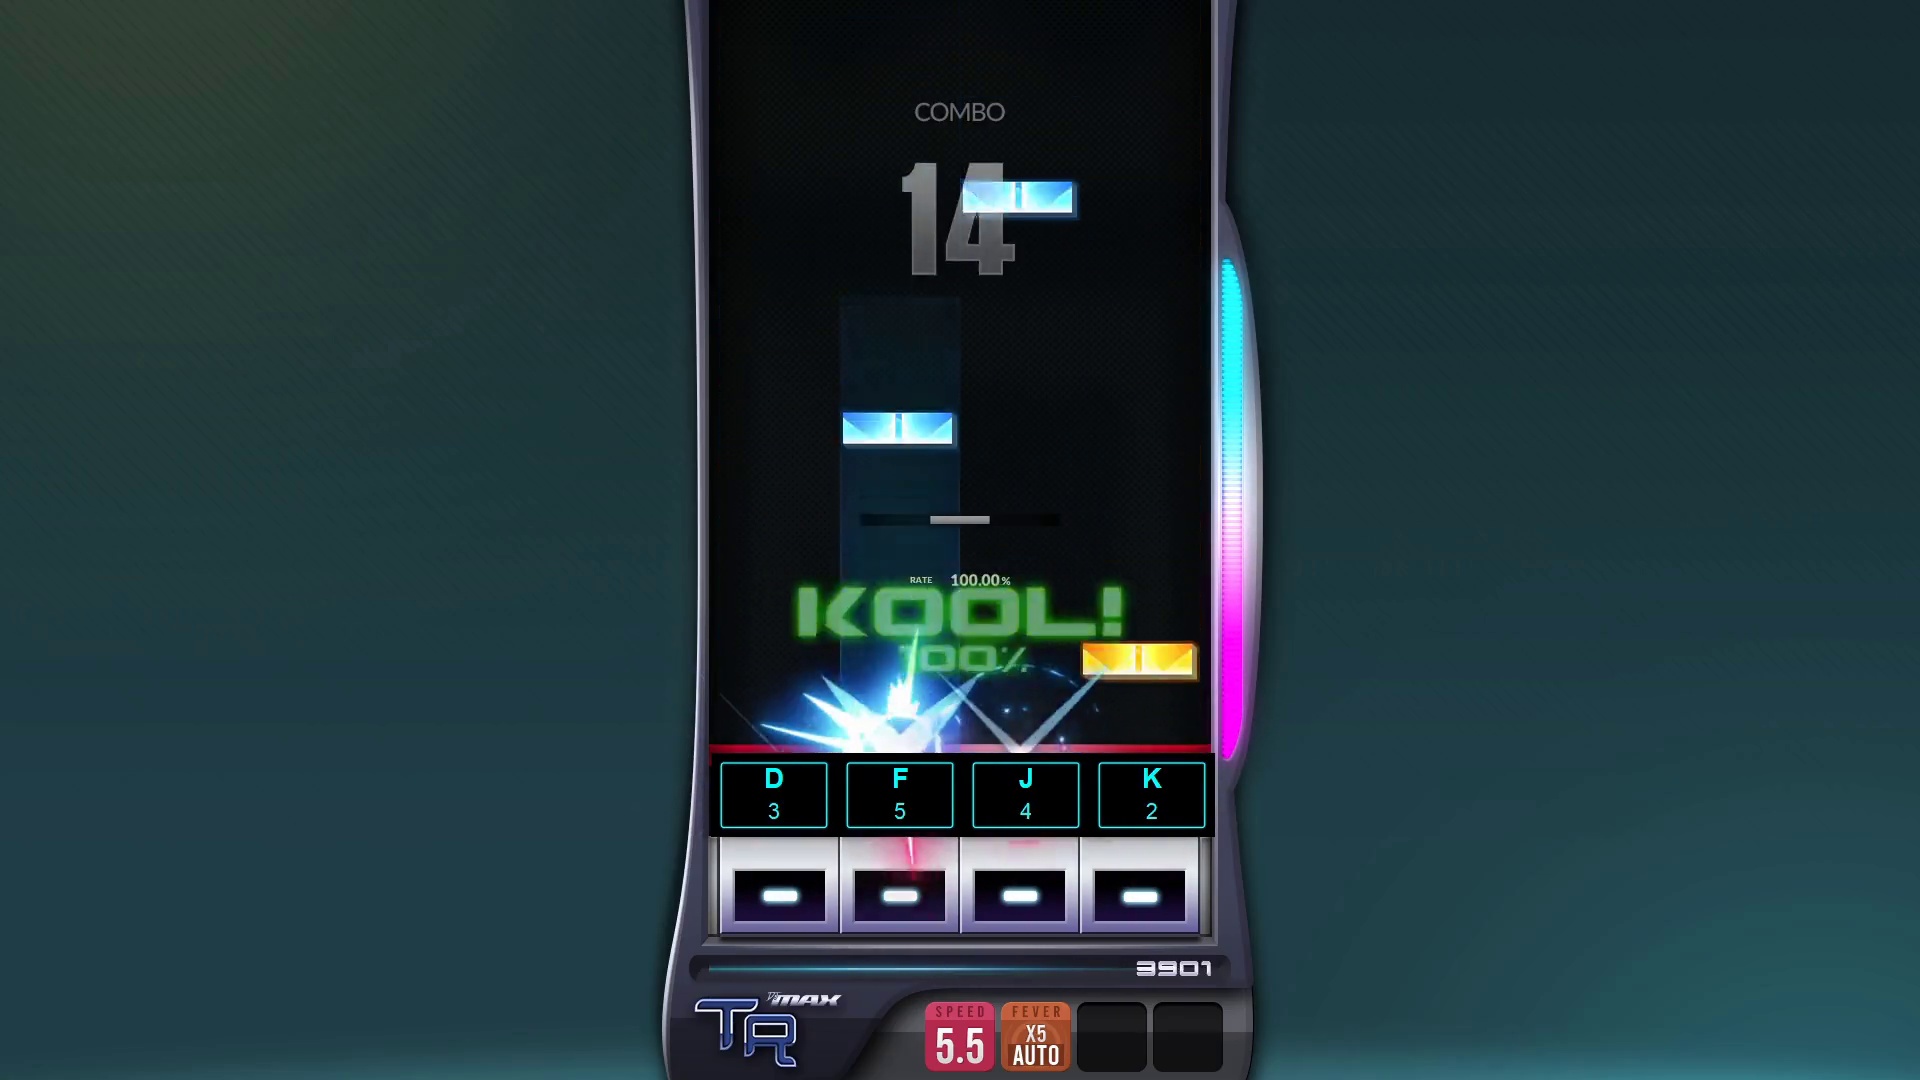 COMBO
14
RATE 100.00%
KOOL!
100%
D F J K
3 5 4 2
3901
MAX
TR
SPEED FEVER
5.5 X5
AUTO